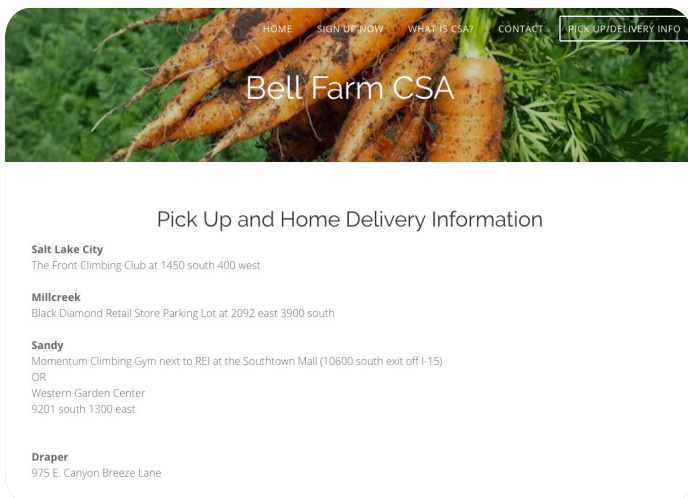 HOME SIGN UP NOW WHAT IS CSA? CONTACT PICK UP/DELIVERY INFO
Bell Farm CSA
Pick Up and Home Delivery Information
Salt Lake City
The Front Climbing Club at 1450 south 400 west
Millcreek
Black Diamond Retail Store Parking Lot at 2092 east 3900 south
Sandy
Momentum Climbing Gym next to REI at the Southtown Mall (10600 south exit off I-15)
OR
Western Garden Center
9201 south 1300 east
Draper
975 E. Canyon Breeze Lane